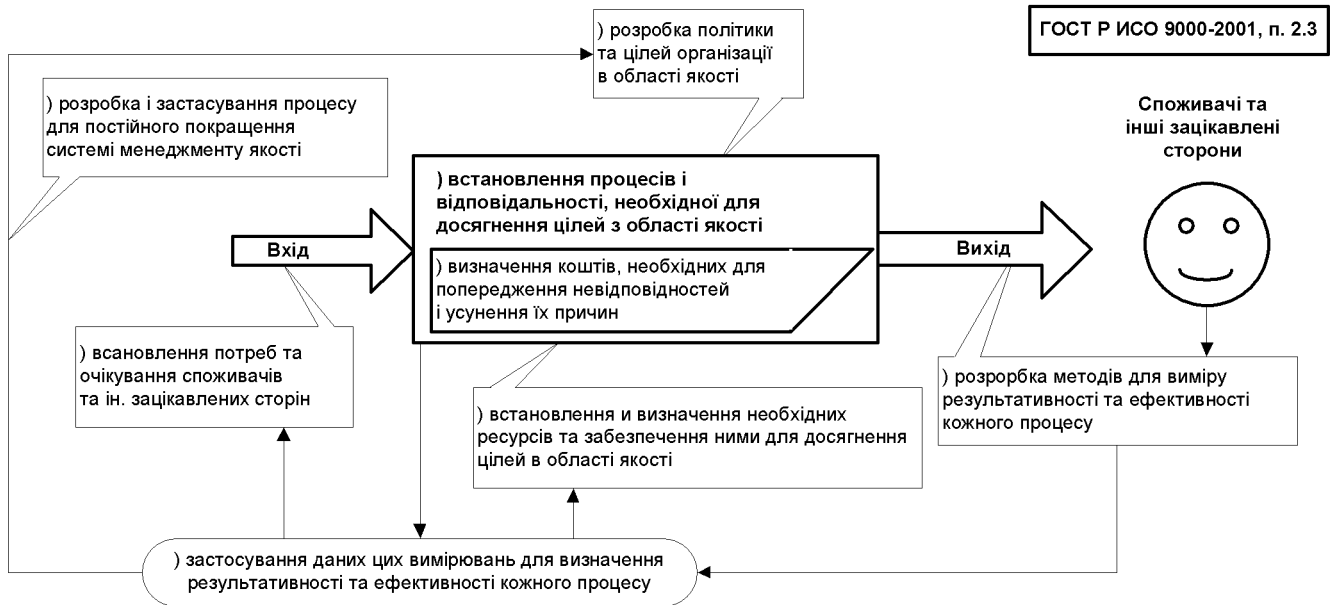 ) розробка політики
та цілей організації
в області якості
ГОСТ Р ИСО 9000-2001, п. 2.3
) розробка і застасування процесу
для постійного покращення
системі менеджменту якості
Споживачі та
інші зацікавлені
сторони
) встановлення процесів і
відповідальності, необхідної для
досягнення цілей з області якості
Вхід
Вихід
) визначення коштів, необхідних для
попередження невідповідностей
і усунення їх причин
) всановлення потреб та
очікування споживачів
та ін. зацікавлених сторін
) розрорбка методів для виміру
результативності та ефективності
кожного процесу
) встановлення и визначення необхідних
ресурсів та забезпечення ними для досягнення
цілей в області якості
) застосування даних цих вимірювань для визначення
результативності та ефективності кожного процесу